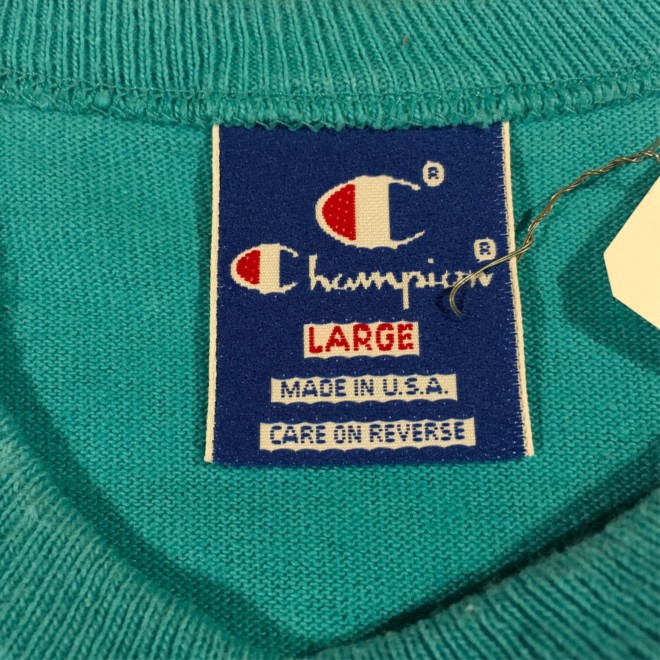 C®
Champion®
LARGE
MADE IN U.S.A.
CARE ON REVERSE